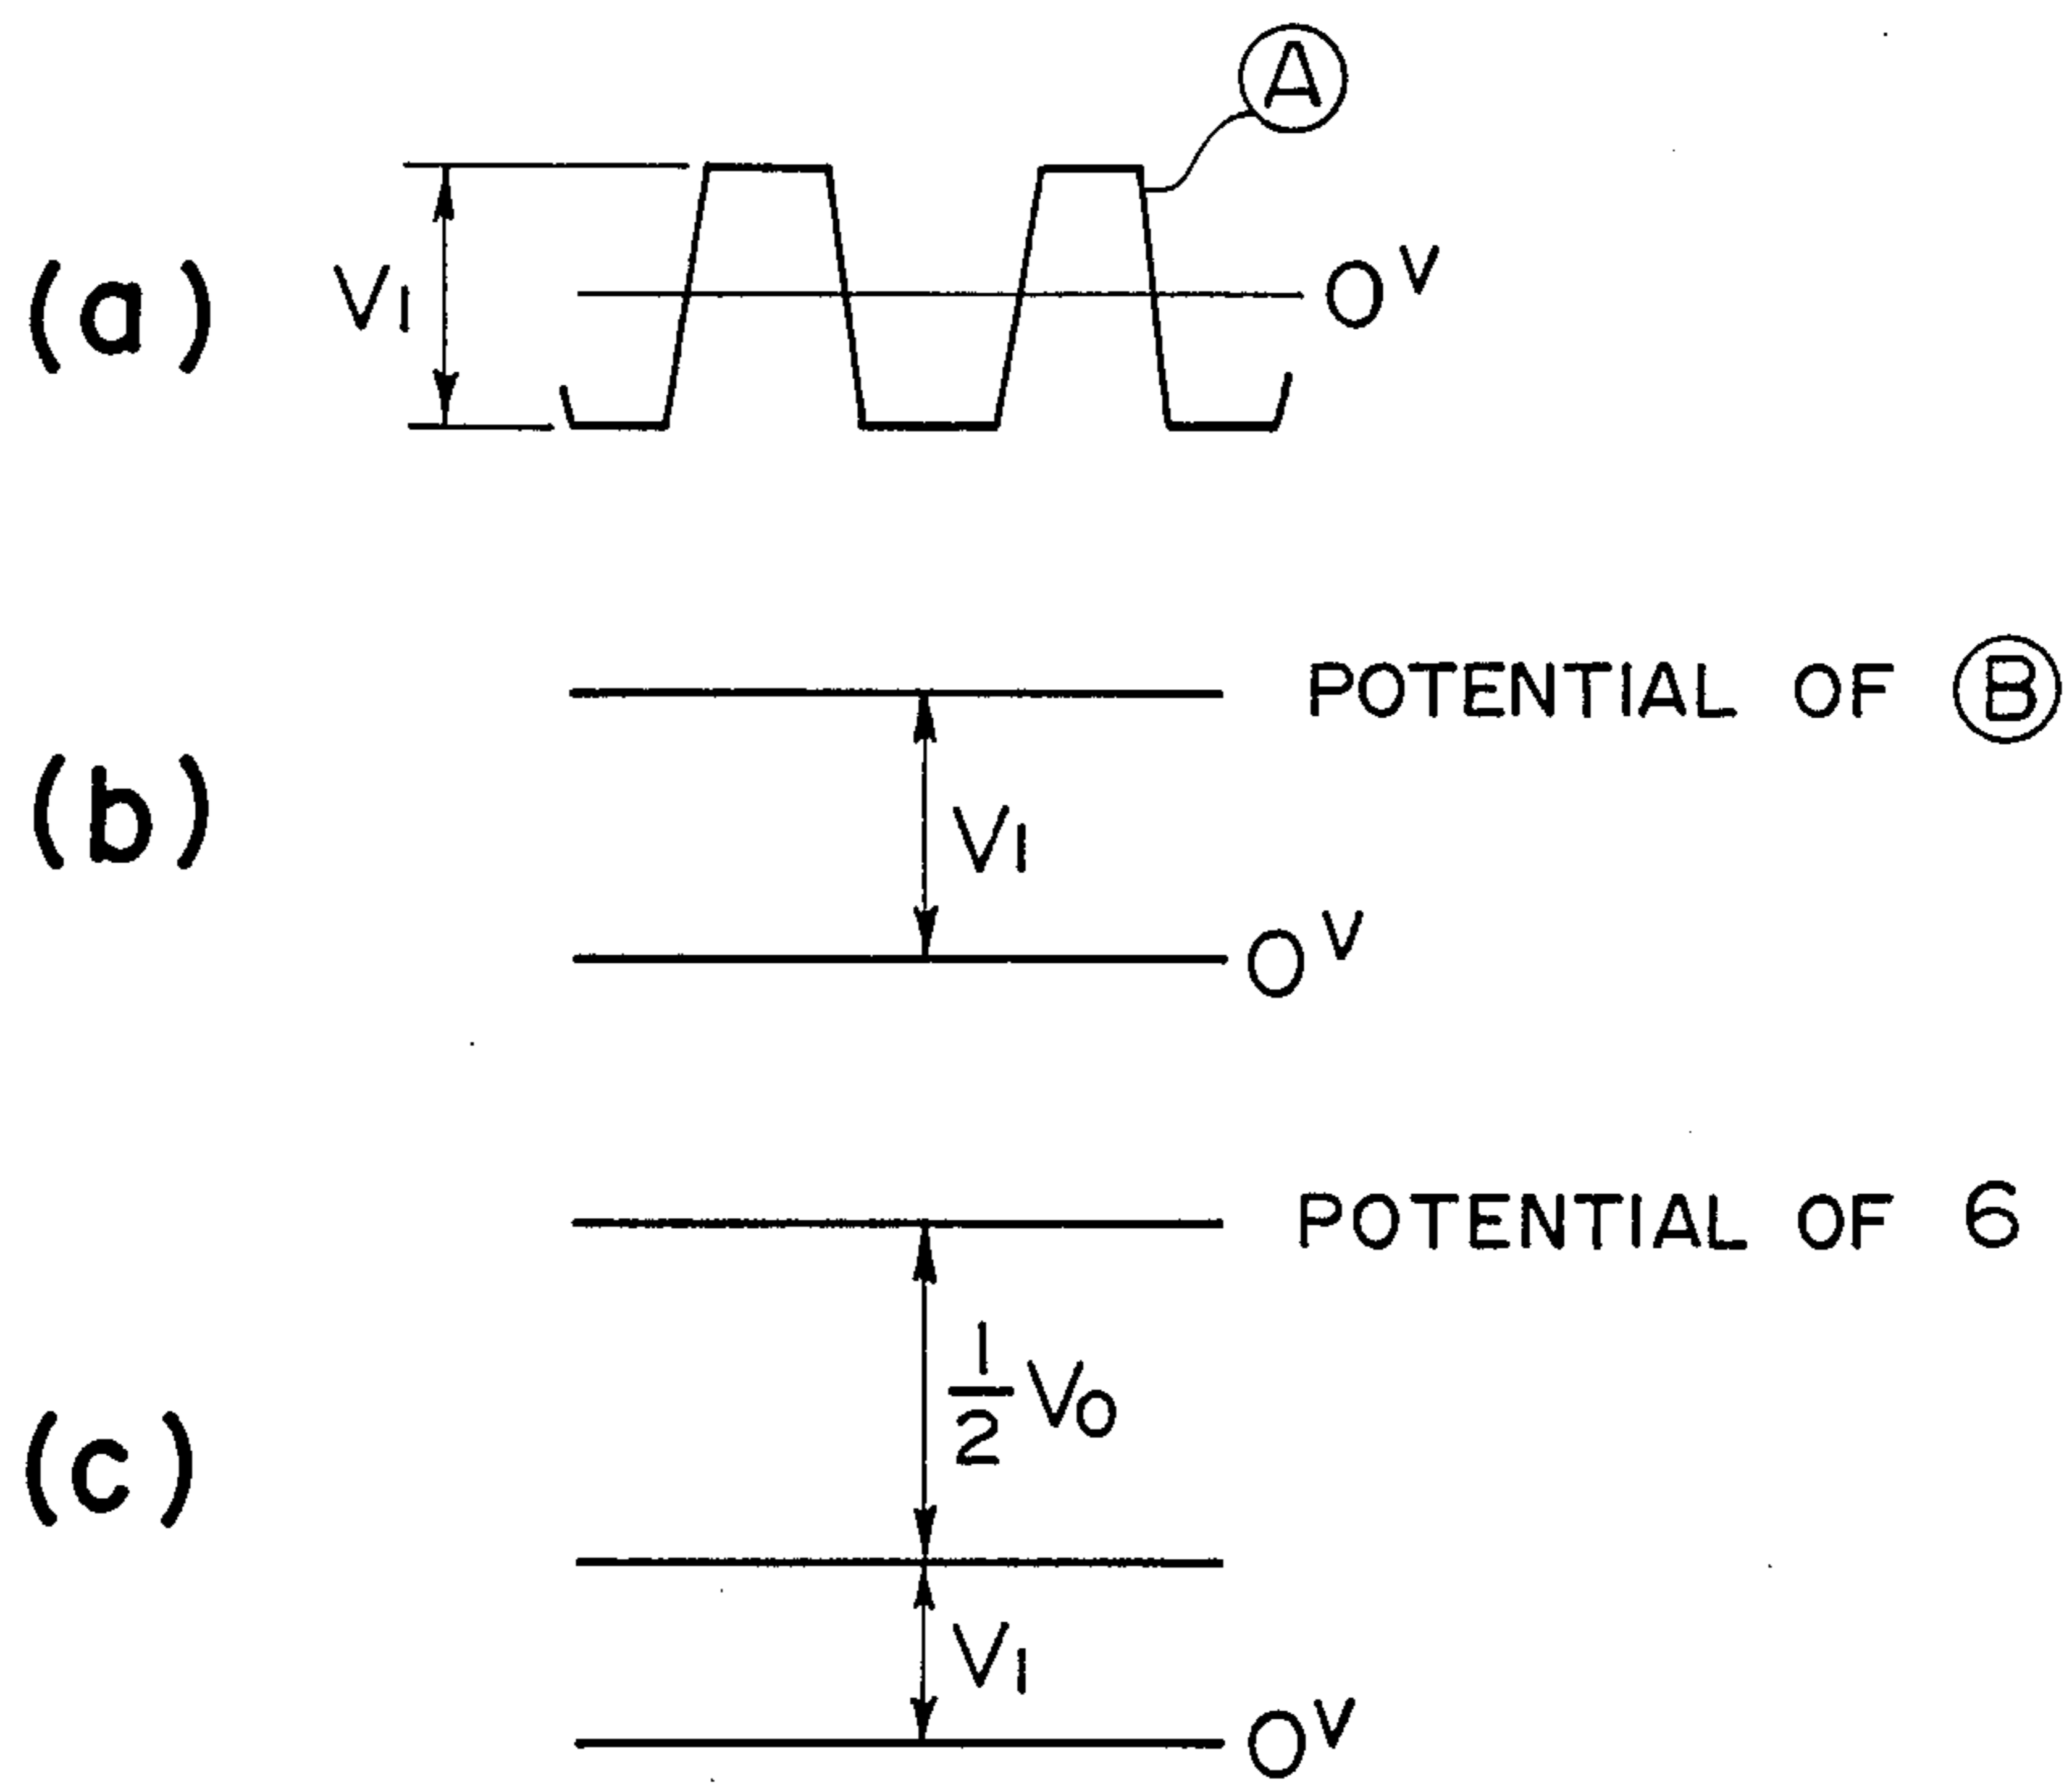 A
(a)
V1
0V
POTENTIAL OF B
(b)
V1
0V
POTENTIAL OF 6
(c)
1/2 V0
V1
0V